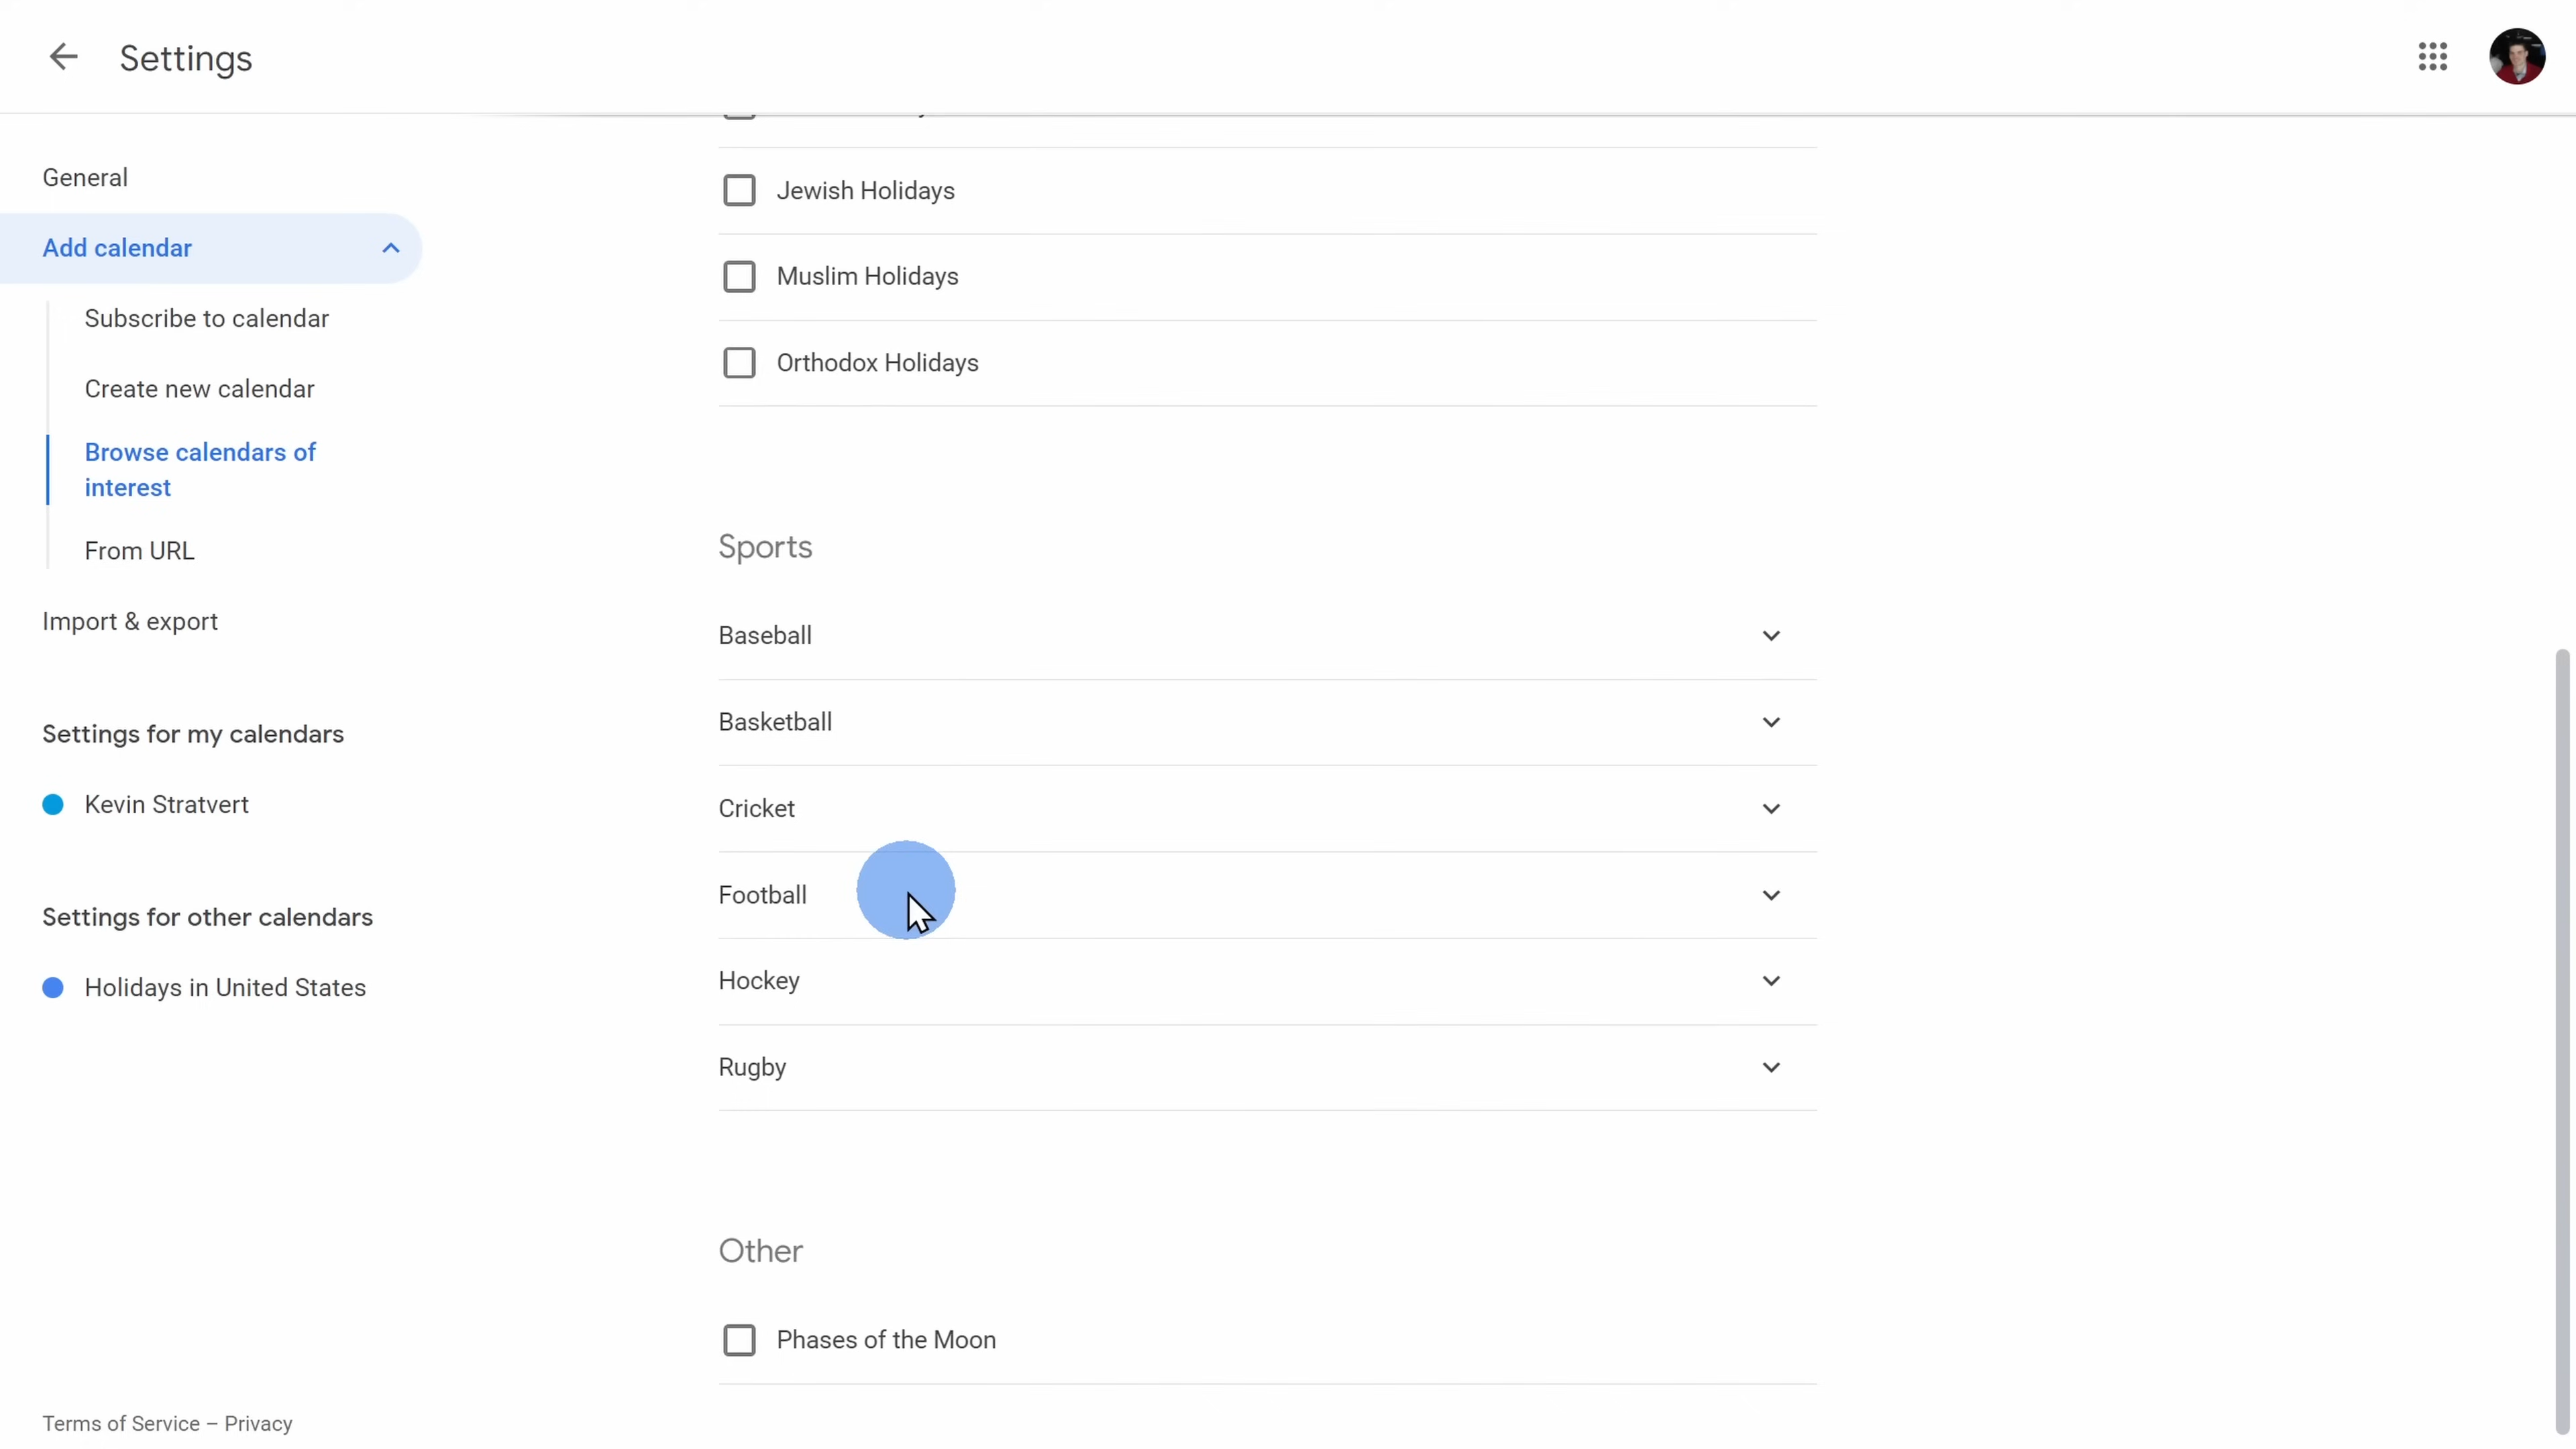 Settings
General
Add calendar
Subscribe to calendar
Create new calendar
Browse calendars of
interest
From URL
Import & export
Settings for my calendars
Kevin Stratvert
Settings for other calendars
Holidays in United States
Terms of Service – Privacy
Jewish Holidays
Muslim Holidays
Orthodox Holidays
Sports
Baseball
Basketball
Cricket
Football
Hockey
Rugby
Other
Phases of the Moon